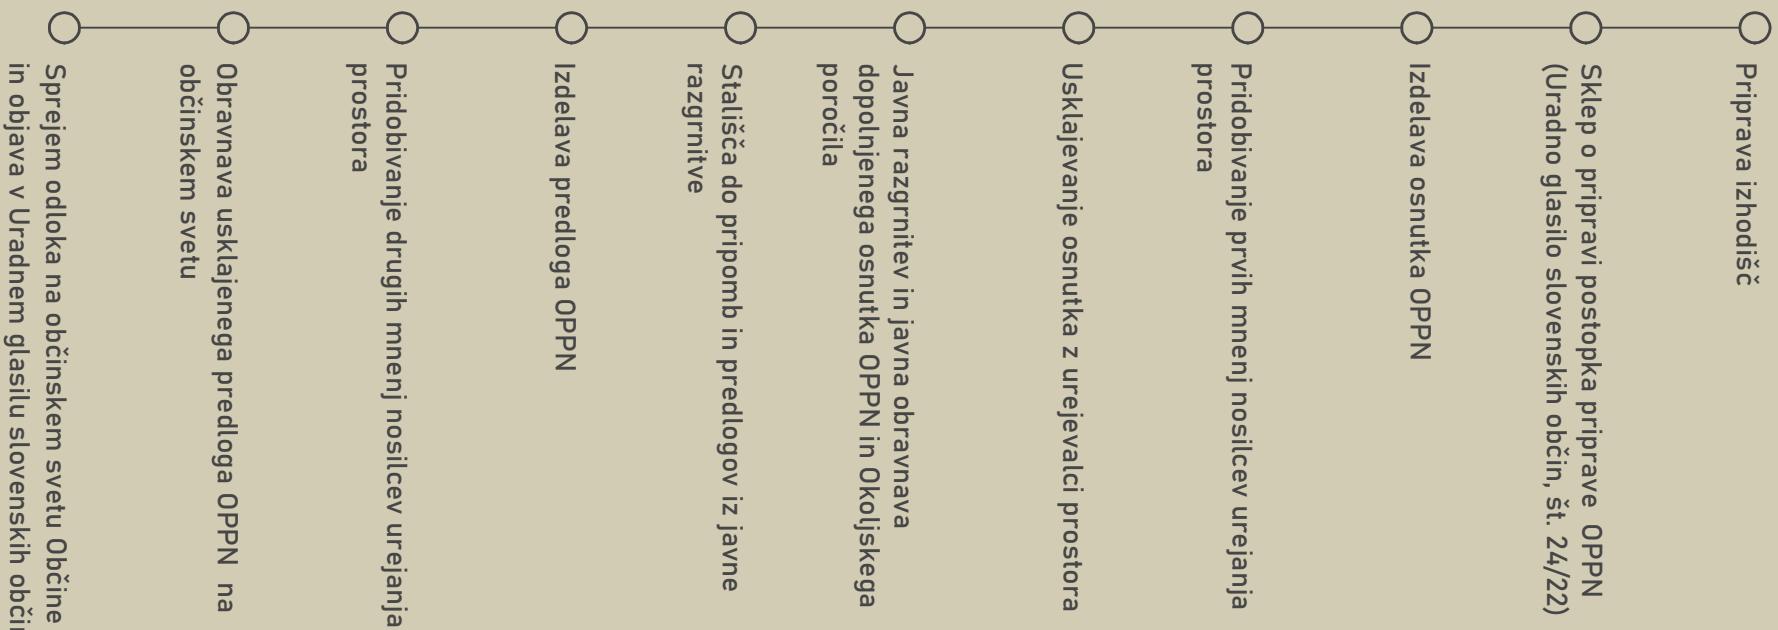 Priprava izhodišč
Sklep o pripravi postopka priprave OPPN
(Uradno glasilo slovenskih občin, št. 24/22)
Izdelava osnutka OPPN
Pridobivanje prvih mnenj nosilcev urejanja
prostora
Usklajevanje osnutka z urejevalci prostora
Javna razgrnitev in javna obravnava
dopolnjenega osnutka OPPN in Okoljskega
poročila
Stališča do pripomb in predlogov iz javne
razgrnitve
Izdelava predloga OPPN
Pridobivanje drugih mnenj nosilcev urejanja
prostora
Obravnava usklajenega predloga OPPN na
občinskem svetu
Sprejem odloka na občinskem svetu Občine
in objava v Uradnem glasilu slovenskih